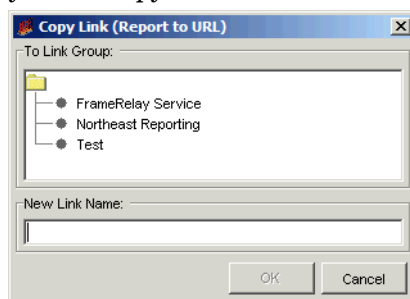 Copy Link (Report to URL)
To Link Group:
FrameRelay Service
Northeast Reporting
Test
New Link Name:
OK Cancel